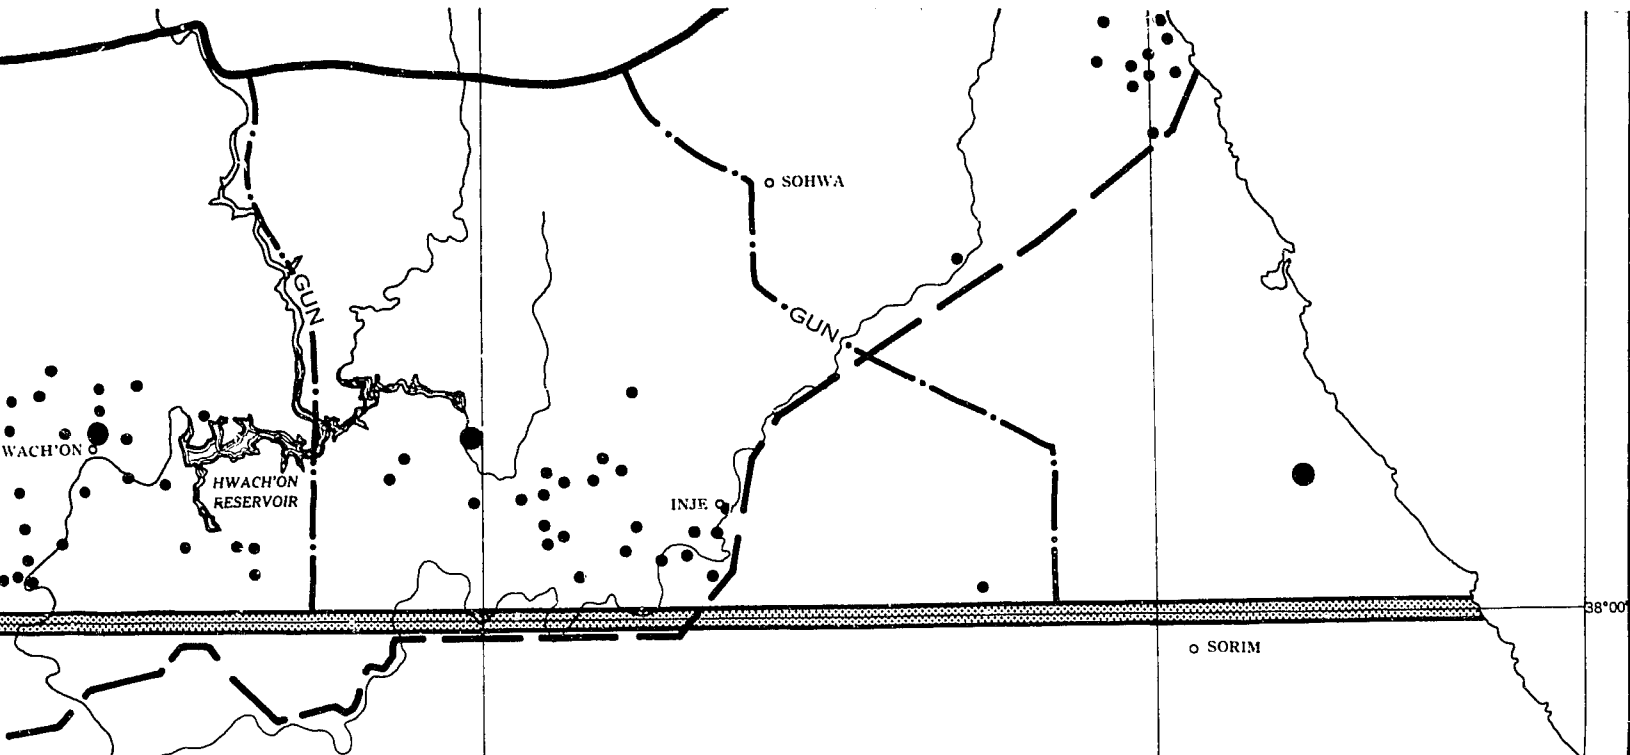 SOHWA
GUN
GUN
WACH'ON
HWACH'ON
RESERVOIR
INJE
38°00'
SORIM